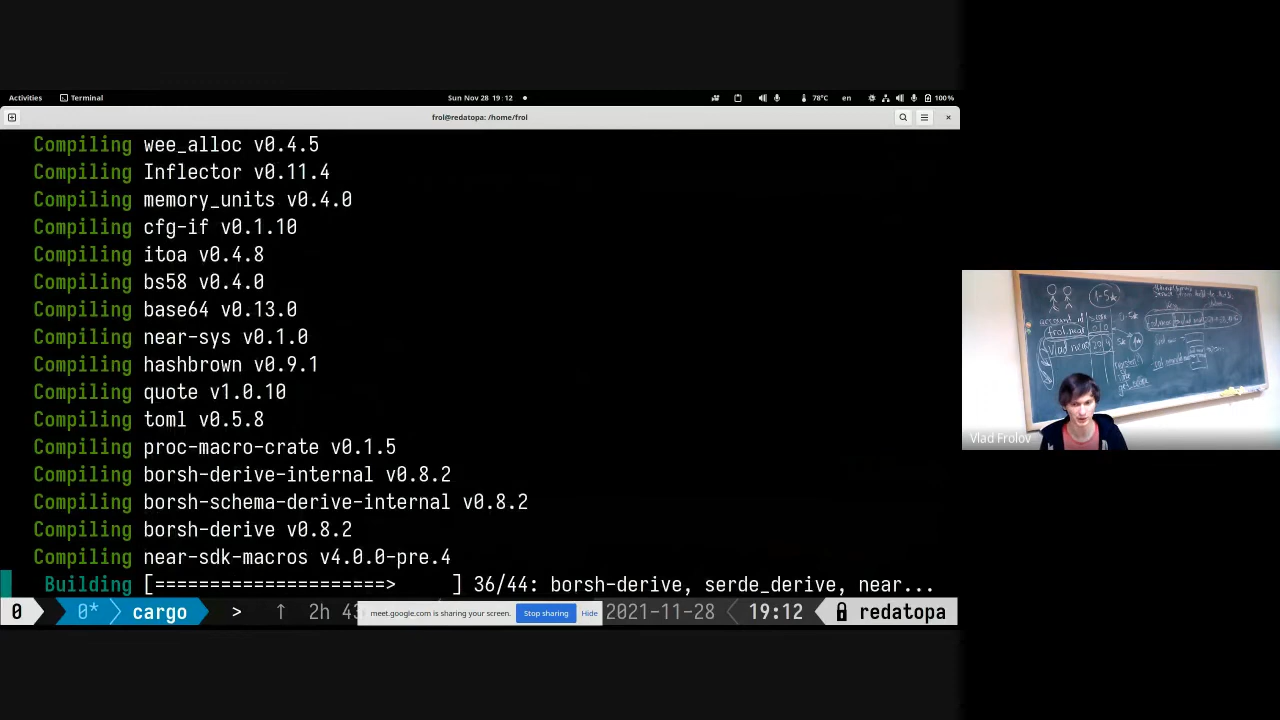 Activities Terminal Sun Nov 28 19:12 78°C en 100%
frol@redatopa: /home/frol
Compiling wee_alloc v0.4.5
Compiling Inflector v0.11.4
Compiling memory_units v0.4.0
Compiling cfg-if v0.1.10
Compiling itoa v0.4.8
Compiling bs58 v0.4.0
Compiling base64 v0.13.0
Compiling near-sys v0.1.0
Compiling hashbrown v0.9.1
Compiling quote v1.0.10
Compiling toml v0.5.8
Compiling proc-macro-crate v0.1.5
Compiling borsh-derive-internal v0.8.2
Compiling borsh-schema-derive-internal v0.8.2
Compiling borsh-derive v0.8.2
Compiling near-sdk-macros v4.0.0-pre.4
Building [======================> ] 36/44: borsh-derive, serde_derive, near...
0 0* cargo > ↑ 2h 43 meet.google.com is sharing your screen. Stop sharing Hide 2021-11-28 19:12 redatopa
account_id
frol.near
vlad near
Vlad Frolov